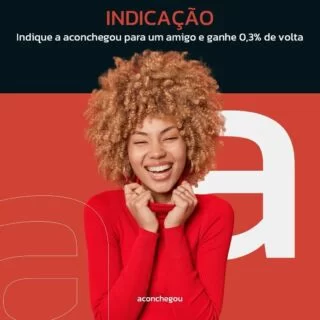 INDICAÇÃO
Indique a aconchegou para um amigo e ganhe 0,3% de volta
a
a
aconchegou